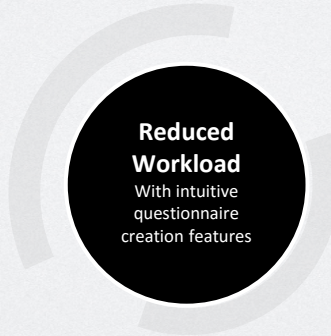 Reduced
Workload
With intuitive
questionnaire
creation features